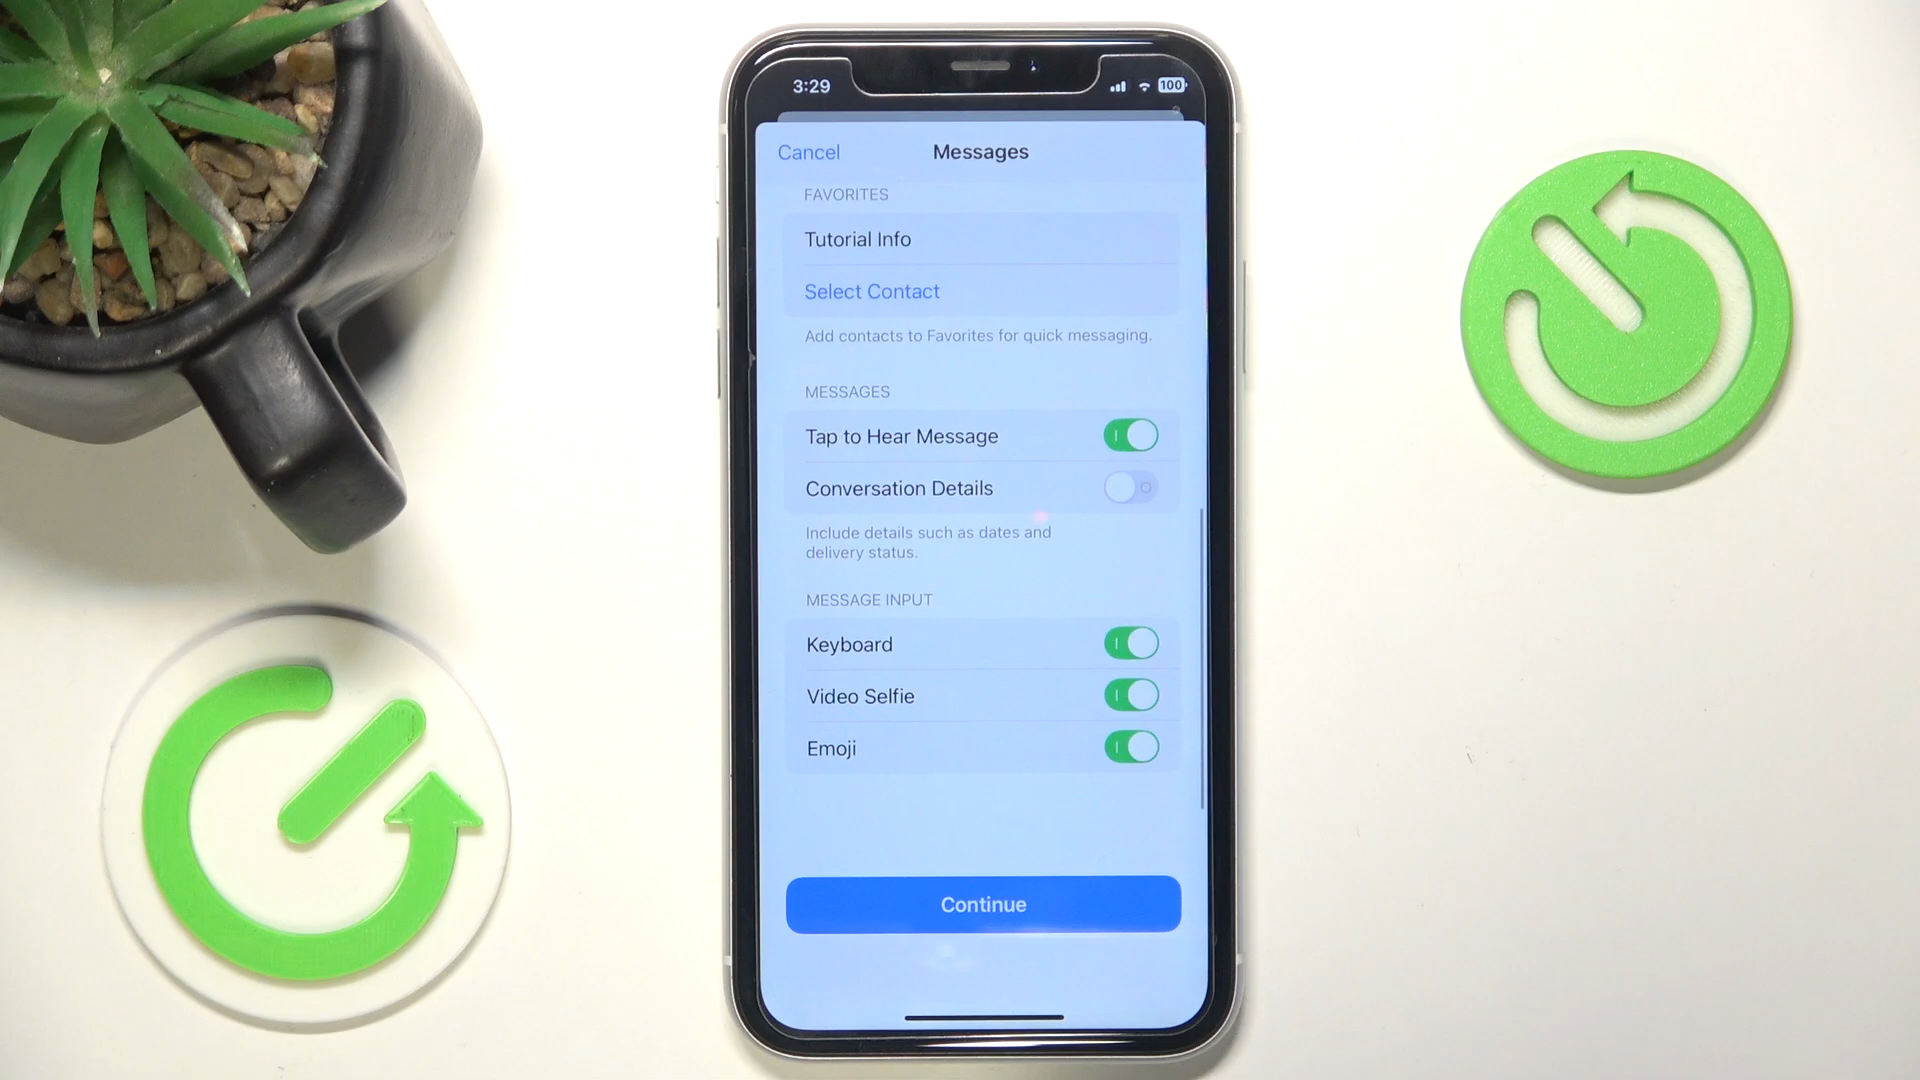 3:29
100
Cancel
Messages
FAVORITES
Tutorial Info
Select Contact
Add contacts to Favorites for quick messaging.
MESSAGES
Tap to Hear Message
Conversation Details
Include details such as dates and
delivery status.
MESSAGE INPUT
Keyboard
Video Selfie
Emoji
Continue